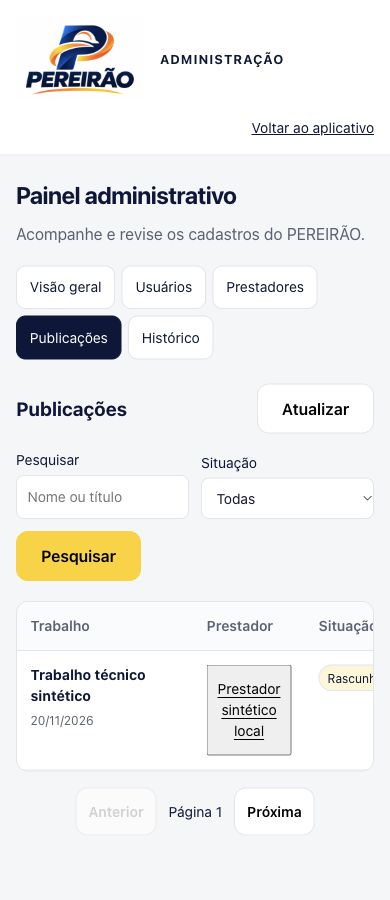 PEREIRÃO
ADMINISTRAÇÃO
Voltar ao aplicativo
Painel administrativo
Acompanhe e revise os cadastros do PEREIRÃO.
Visão geral
Usuários
Prestadores
Publicações
Histórico
Publicações
Atualizar
Pesquisar
Situação
Nome ou título
Todas
Pesquisar
Trabalho
Prestador
Situaçã
Trabalho técnico
sintético
20/11/2026
Prestador
sintético
local
Rascunh
Anterior
Página 1
Próxima